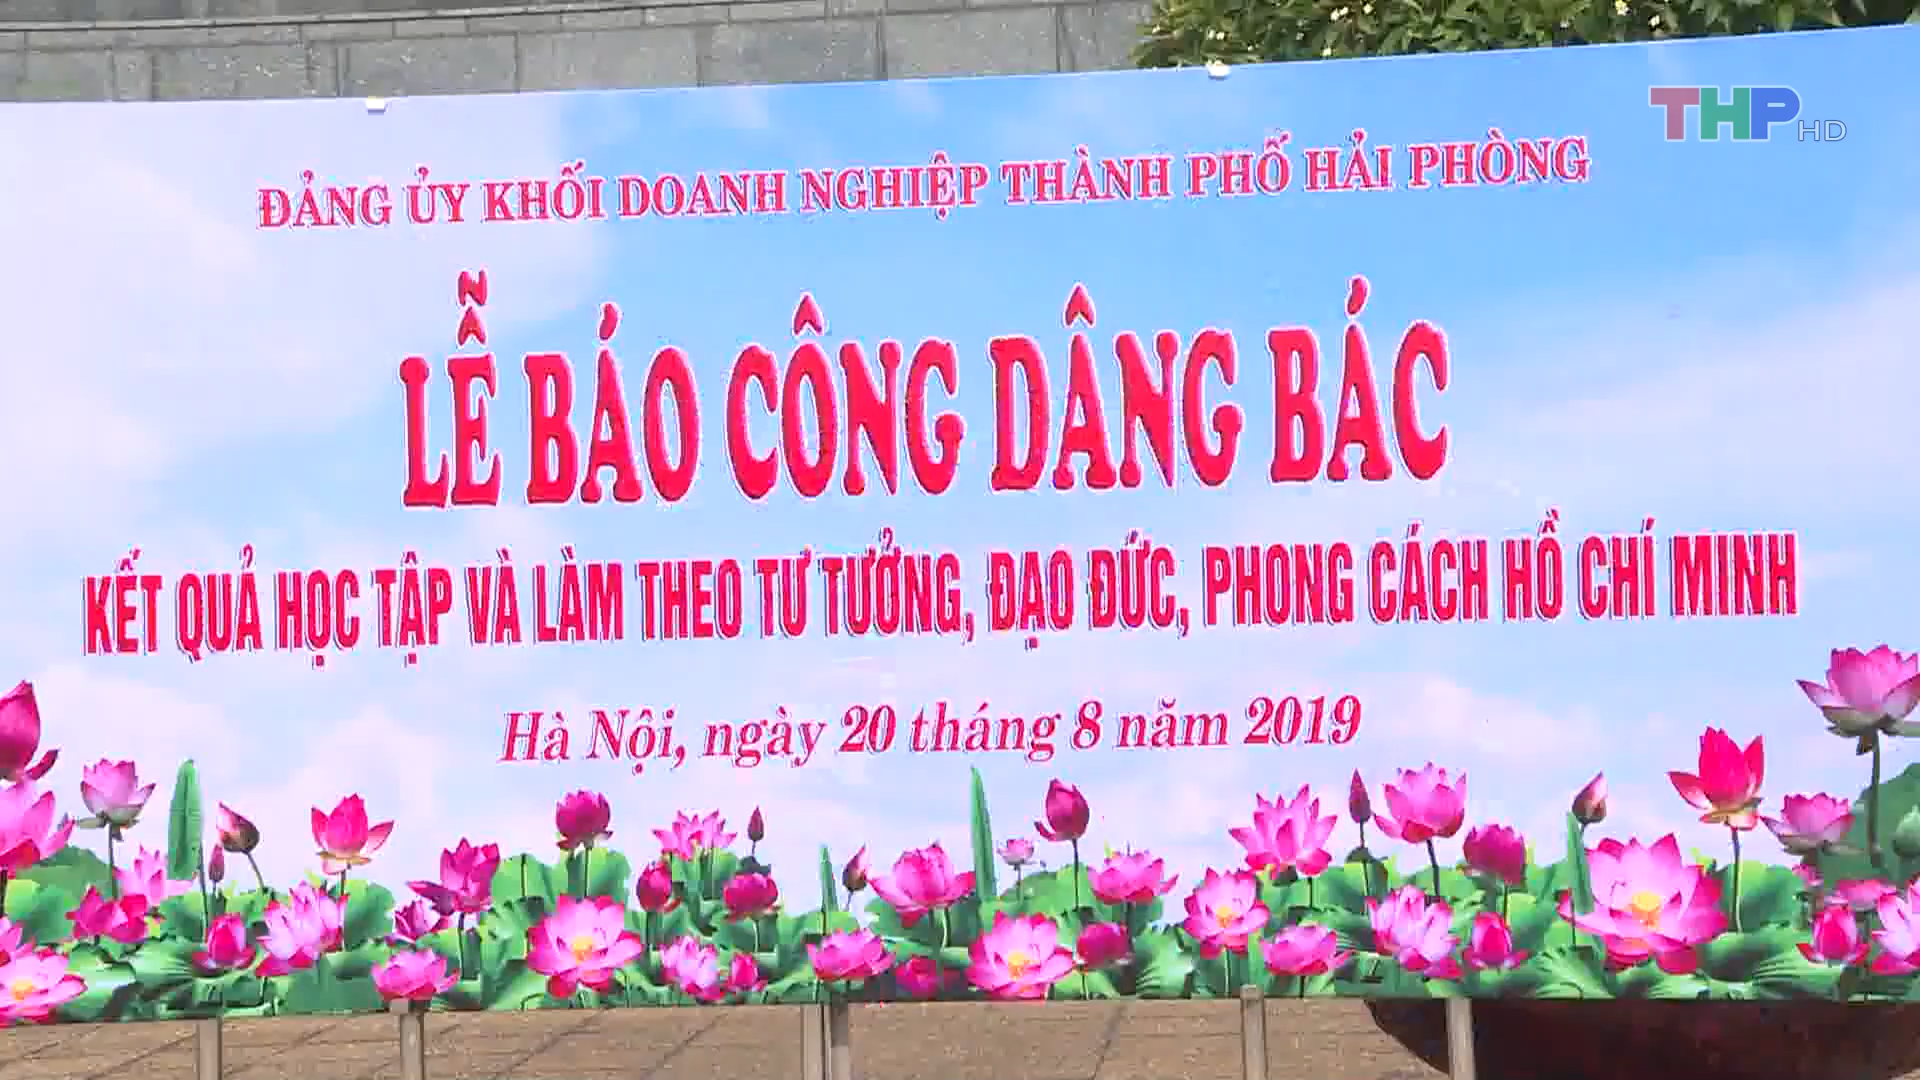 THP HD
ĐẢNG ỦY KHỐI DOANH NGHIỆP THÀNH PHỐ HẢI PHÒNG
LỄ BÁO CÔNG DÂNG BÁC
KẾT QUẢ HỌC TẬP VÀ LÀM THEO TƯ TƯỞNG, ĐẠO ĐỨC, PHONG CÁCH HỒ CHÍ MINH
Hà Nội, ngày 20 tháng 8 năm 2019